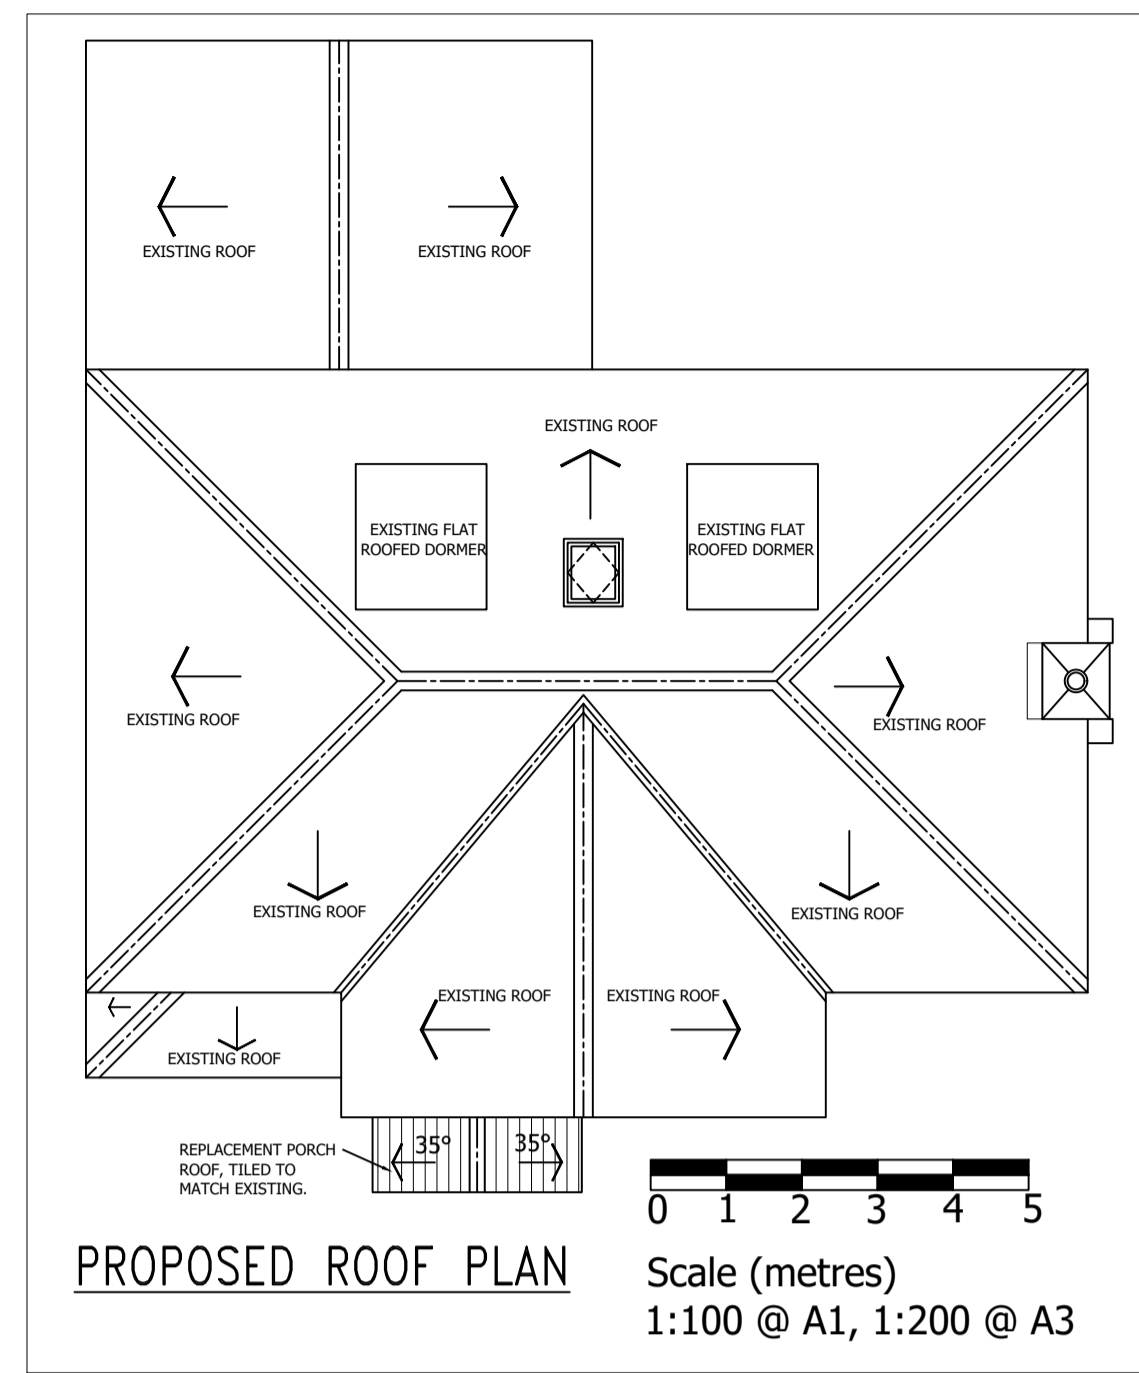 EXISTING ROOF
EXISTING ROOF
EXISTING ROOF
EXISTING FLAT
ROOFED DORMER
EXISTING FLAT
ROOFED DORMER
EXISTING ROOF
EXISTING ROOF
EXISTING ROOF
EXISTING ROOF
EXISTING ROOF
EXISTING ROOF
EXISTING ROOF
REPLACEMENT PORCH
ROOF, TILED TO
MATCH EXISTING.
35°
35°
0 1 2 3 4 5
Scale (metres)
1:100 @ A1, 1:200 @ A3
PROPOSED ROOF PLAN